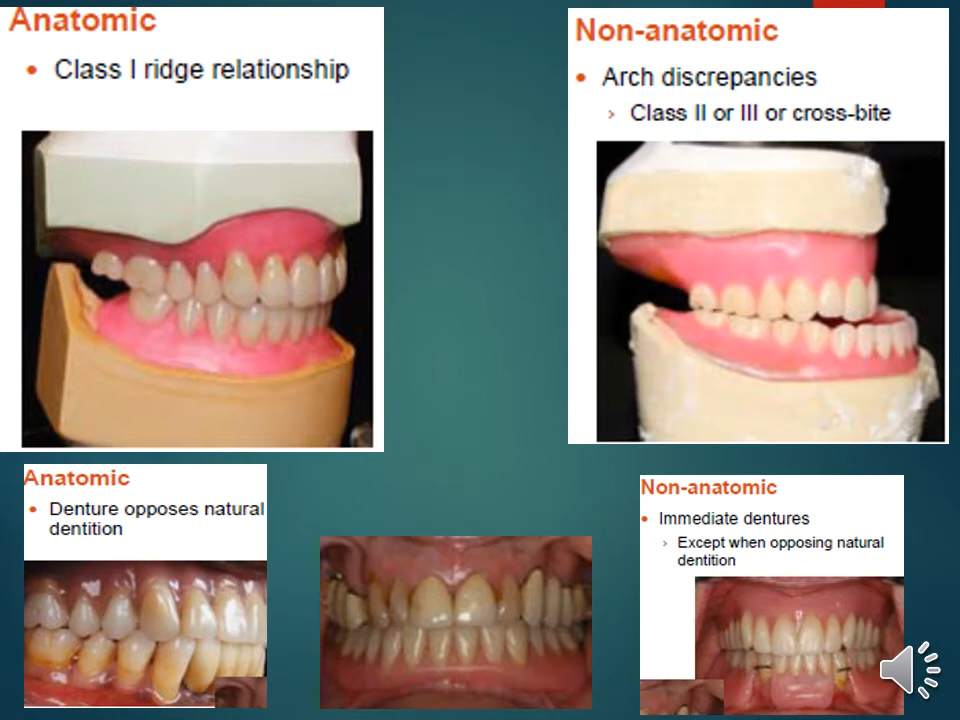 Anatomic
• Class I ridge relationship
Non-anatomic
• Arch discrepancies
› Class II or III or cross-bite
Anatomic
• Denture opposes natural
dentition
Non-anatomic
• Immediate dentures
› Except when opposing natural
dentition